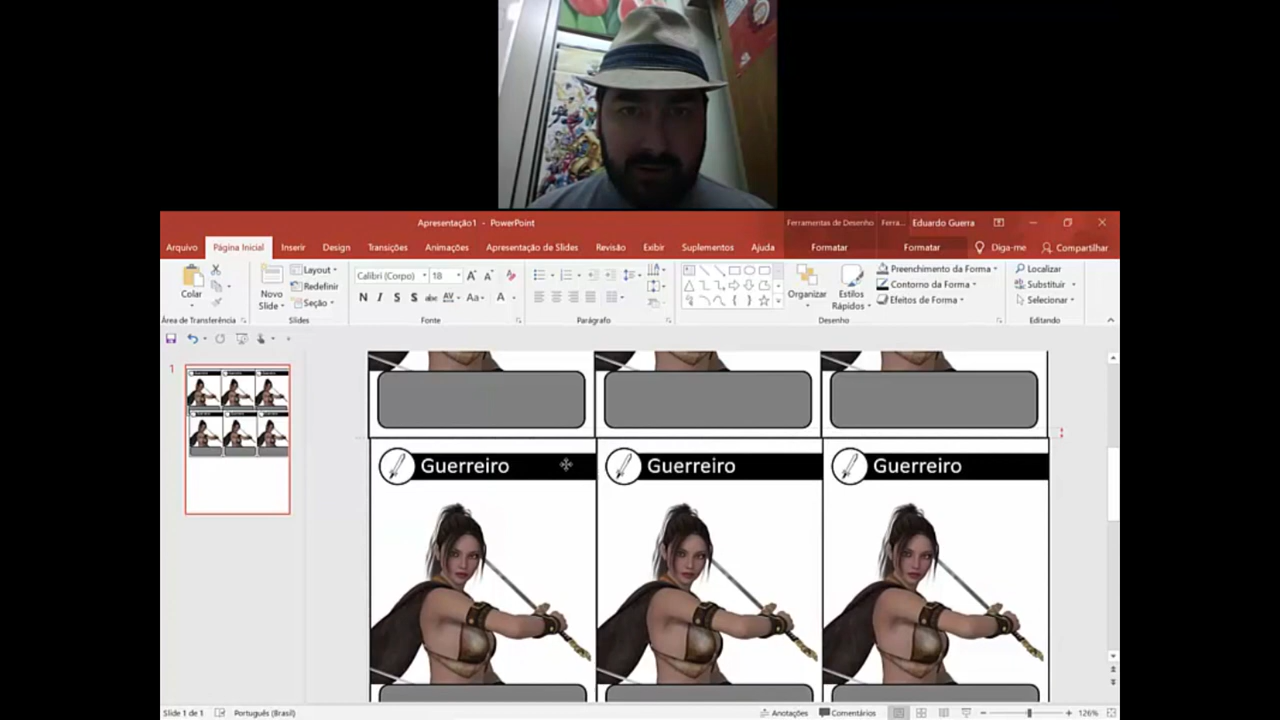 Apresentação1 - PowerPoint
Ferramentas de Desenho Ferra... Eduardo Guerra
Arquivo Página Inicial Inserir Design Transições Animações Apresentação de Slides Revisão Exibir Suplementos Ajuda Formatar Formatar Diga-me Compartilhar
Colar
Novo Slide
Layout
Redefinir
Seção
Calibri (Corpo) 18
N I S S abc AV Aa A
Organizar
Estilos Rápidos
Preenchimento da Forma
Contorno da Forma
Efeitos de Forma
Localizar
Substituir
Selecionar
Área de Transferência Slides Fonte Parágrafo Desenho Editando
1
Guerreiro Guerreiro Guerreiro
Slide 1 de 1 Português (Brasil) Anotações Comentários 126%